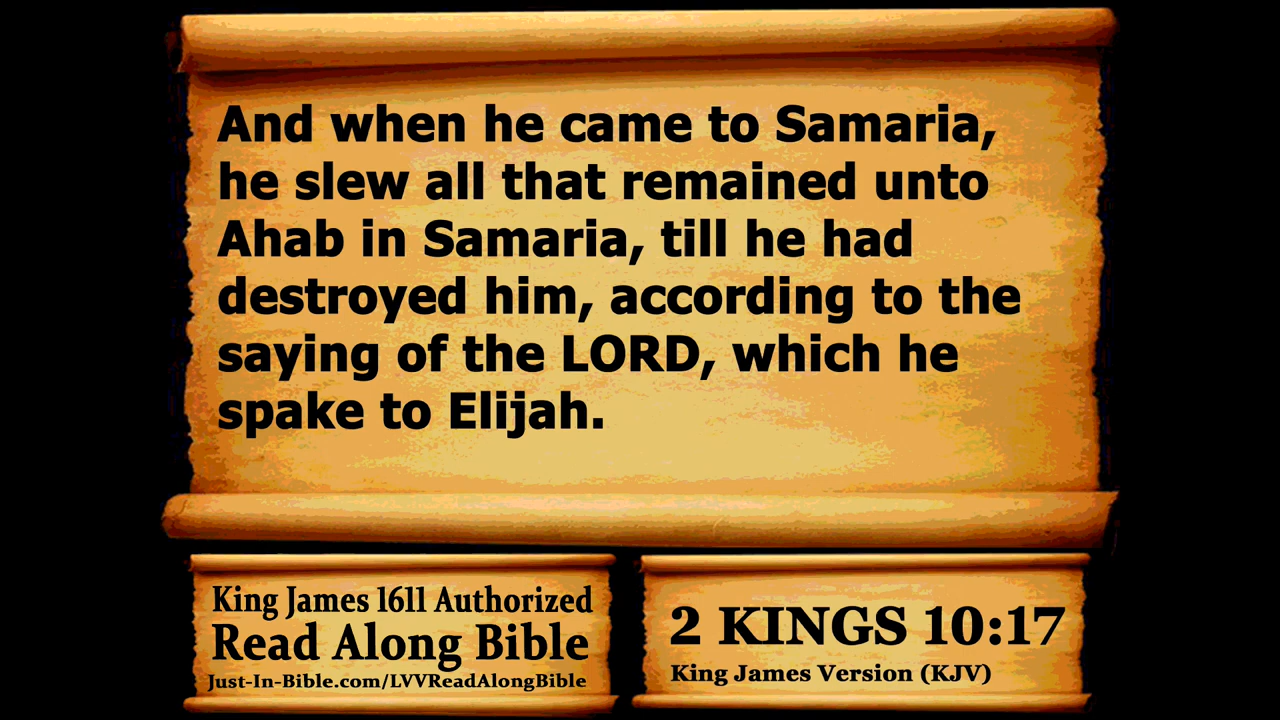 And when he came to Samaria,
he slew all that remained unto
Ahab in Samaria, till he had
destroyed him, according to the
saying of the LORD, which he
spake to Elijah.
King James 1611 Authorized
Read Along Bible
Just-In-Bible.com/LVVReadAlongBible
2 KINGS 10:17
King James Version (KJV)